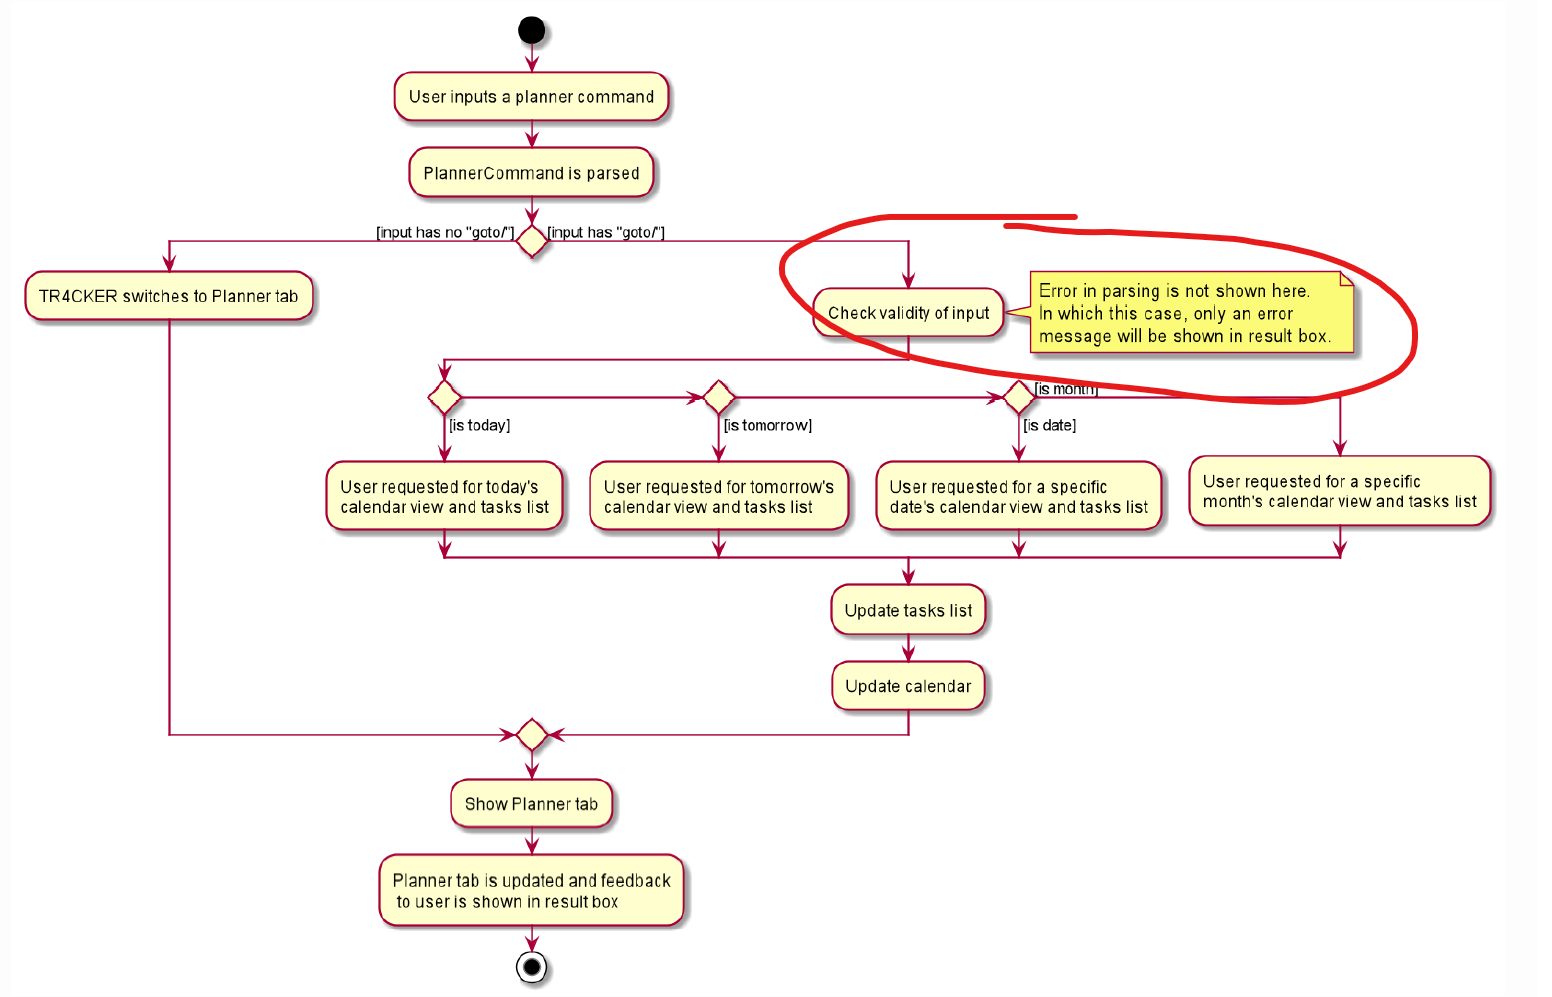 User inputs a planner command
PlannerCommand is parsed
[input has no "goto/"]
[input has "goto/"]
TR4CKER switches to Planner tab
Check validity of input
Error in parsing is not shown here.
In which this case, only an error
message will be shown in result box.
[is today]
[is tomorrow]
[is date]
[is month]
User requested for today's
calendar view and tasks list
User requested for tomorrow's
calendar view and tasks list
User requested for a specific
date's calendar view and tasks list
User requested for a specific
month's calendar view and tasks list
Update tasks list
Update calendar
Show Planner tab
Planner tab is updated and feedback
to user is shown in result box